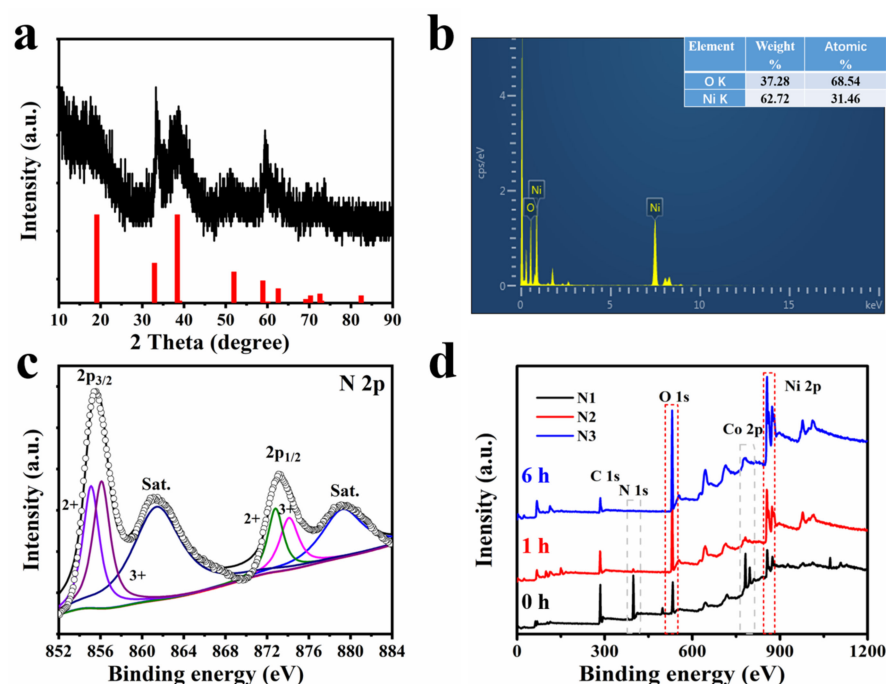 a
Intensity (a.u.)
10 20 30 40 50 60 70 80 90
2 Theta (degree)
b
Element Weight % Atomic %
O K 37.28 68.54
Ni K 62.72 31.46
cps/eV
4
2
0
O
Ni
Ni
0 5 10 15 keV
c
N 2p
2p3/2
2+
3+
Sat.
2p1/2
2+
3+
Sat.
Intensity (a.u.)
852 856 860 864 868 872 876 880 884
Binding energy (eV)
d
N1
N2
N3
O 1s
Ni 2p
Co 2p
C 1s
N 1s
6 h
1 h
0 h
Inensity (a.u.)
0 150 300 450 600 750 900 1200
Binding energy (eV)